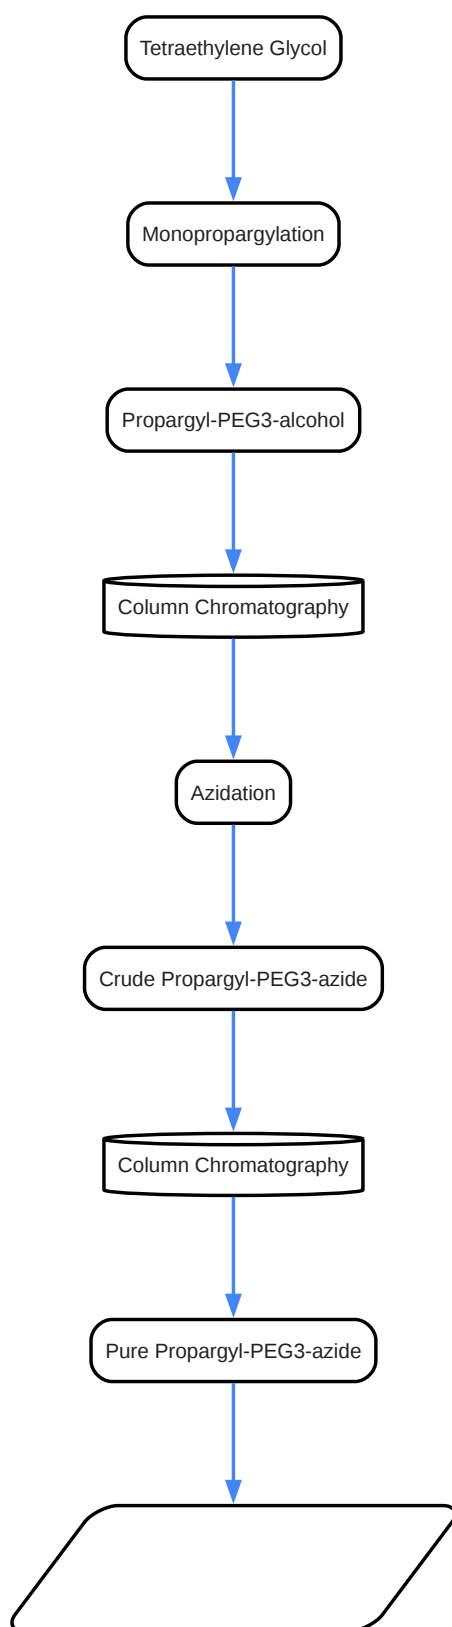 Tetraethylene Glycol
Monopropargylation
Propargyl-PEG3-alcohol
Column Chromatography
Azidation
Crude Propargyl-PEG3-azide
Column Chromatography
Pure Propargyl-PEG3-azide